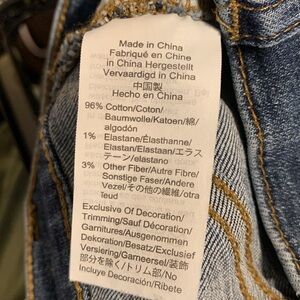 Made in China
Fabriqué en Chine
in China Hergestellt
Vervaardigd in China
中国製
Hecho en China
96% Cotton/Coton/
Baumwolle/Katoen/綿/
algodón
1% Elastane/Élasthanne/
Elastan/Elastaan/エラス
テーン/elastano
3% Other Fiber/Autre Fibre/
Sonstige Faser/Andere
Vezel/その他の繊維/otra
Teud
Exclusive Of Decoration/
Trimming/Sauf Décoration/
Garnitures/Ausgenommen
Dekoration/Besatz/Exclusief
Versiering/Garneersel/装飾
部分を除く/トリム部/No
Incluye Decoración/Ribete